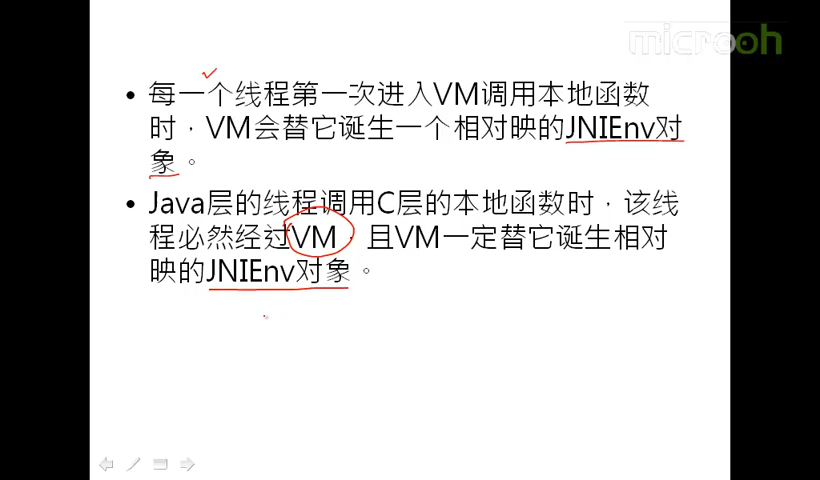 microoh
• 每一个线程第一次进入VM调用本地函数
时，VM会替它诞生一个相对映的JNIEnv对
象。
• Java层的线程调用C层的本地函数时，该线
程必然经过VM，且VM一定替它诞生相对
映的JNIEnv对象。